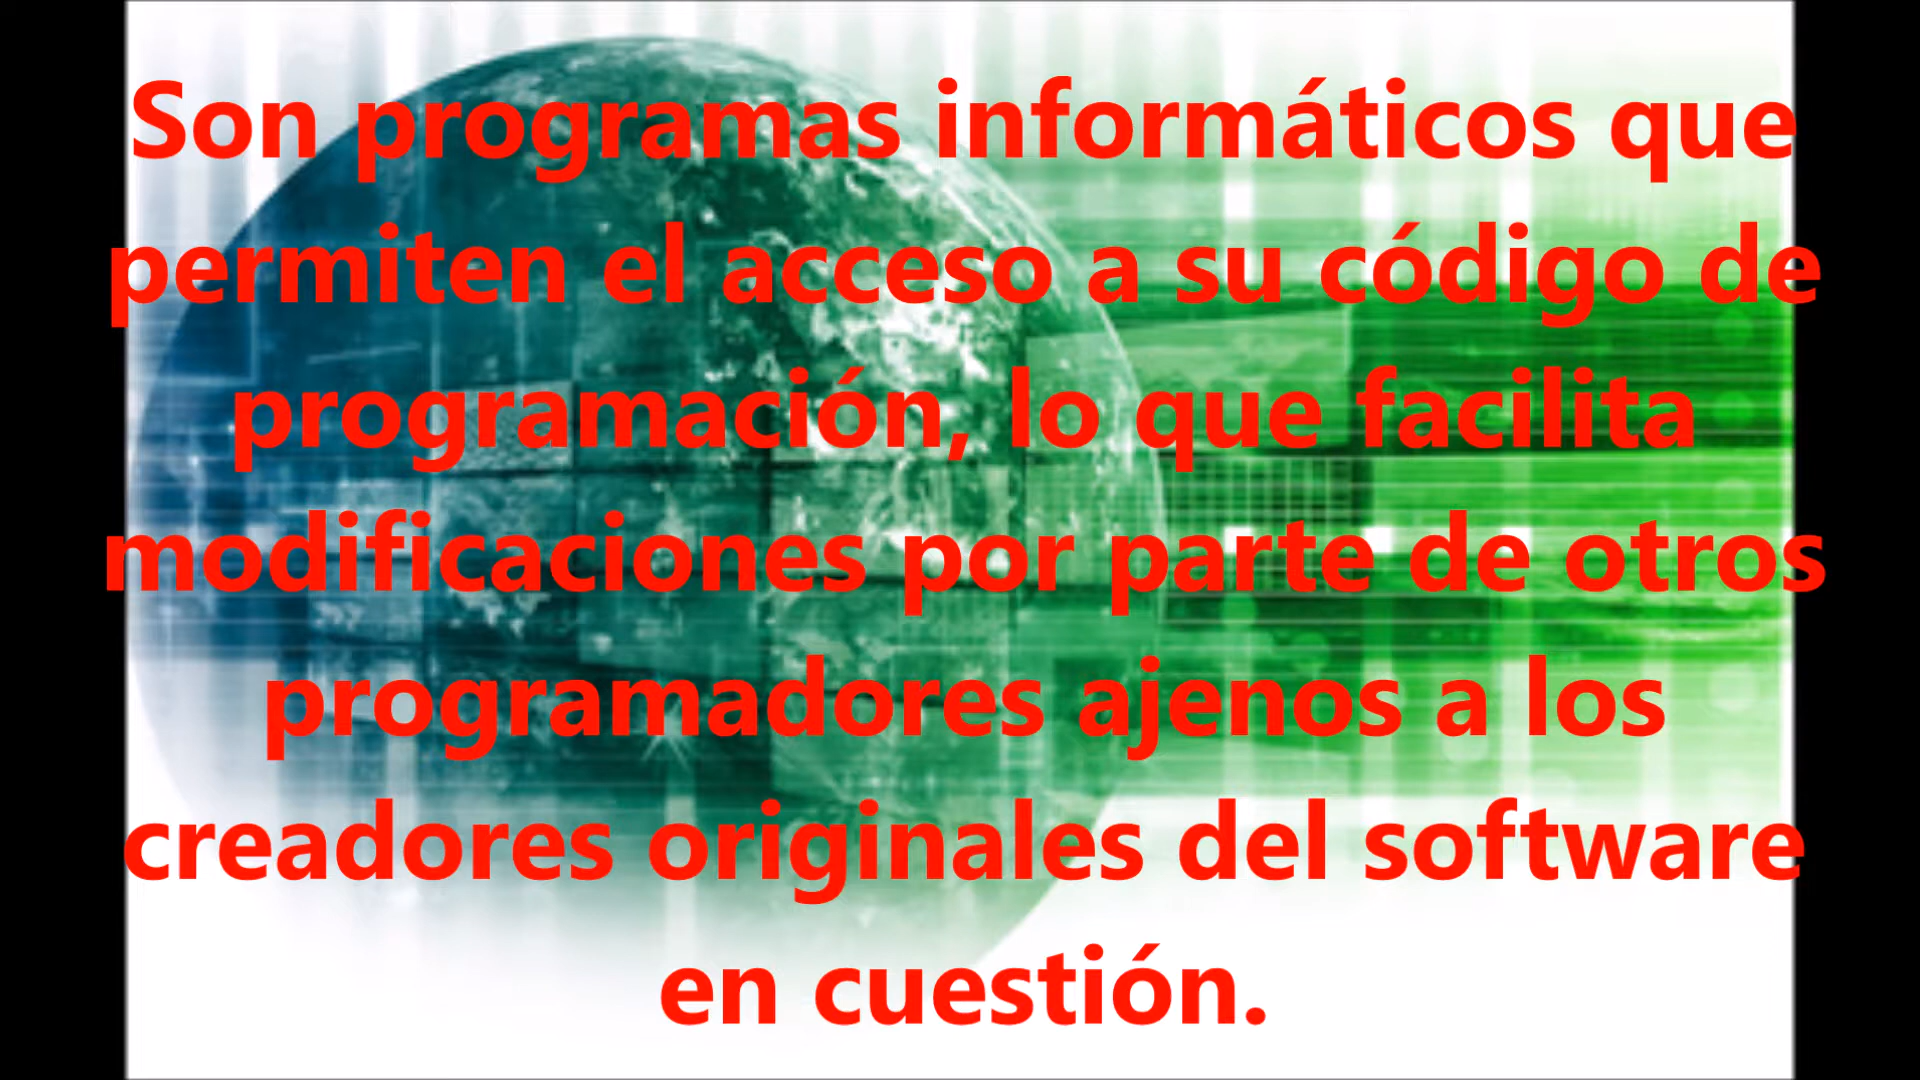 Son programas informáticos que
permiten el acceso a su código de
programación, lo que facilita
modificaciones por parte de otros
programadores ajenos a los
creadores originales del software
en cuestión.